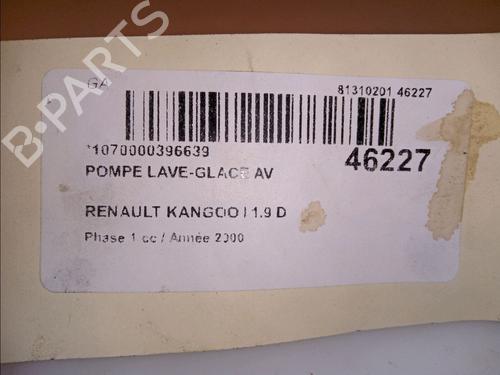 B-PARTS
GA
81310201 46227
*1070000396639
46227
POMPE LAVE-GLACE AV
RENAULT KANGOO I 1.9 D
Phase 1 cc / Année 2000